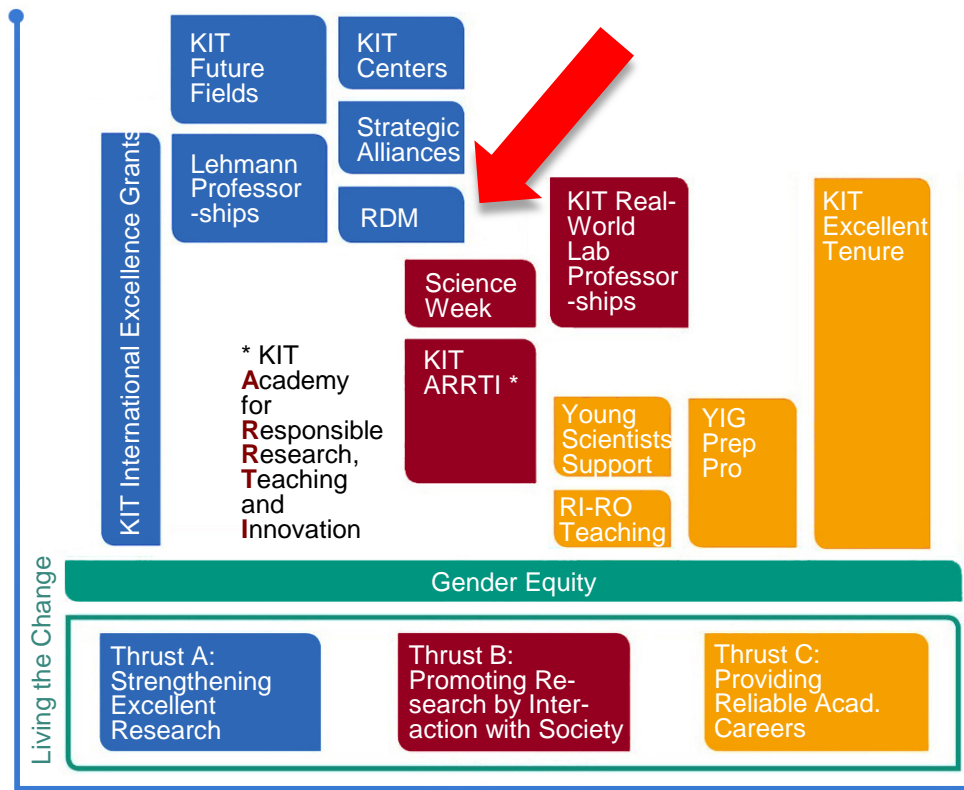 KIT
Future
Fields
KIT
Centers
Strategic
Alliances
KIT International Excellence Grants
Lehmann
Professor
-ships
RDM
KIT Real-
World
Lab
Professor
-ships
KIT
Excellent
Tenure
Science
Week
* KIT
Academy
for
Responsible
Research,
Teaching
and
Innovation
KIT
ARRTI *
Young
Scientists
Support
YIG
Prep
Pro
RI-RO
Teaching
Gender Equity
Living the Change
Thrust A:
Strengthening
Excellent
Research
Thrust B:
Promoting Re-
search by Inter-
action with Society
Thrust C:
Providing
Reliable Acad.
Careers